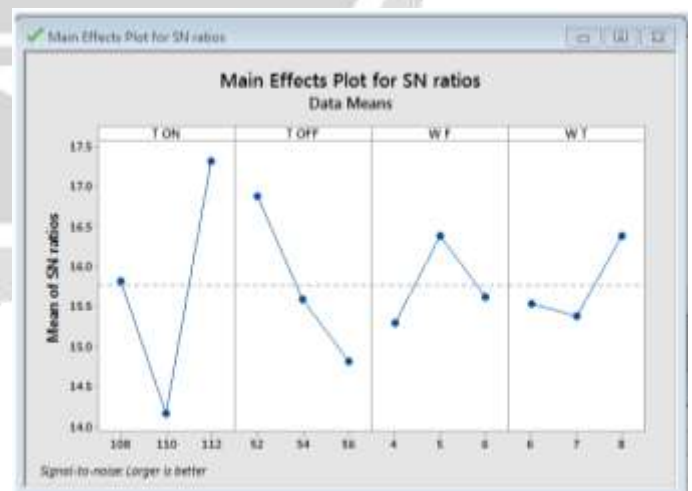 Main Effects Plot for SN ratios
Main Effects Plot for SN ratios
Data Means
T ON T OFF W F W T
Mean of SN ratios
17.5
17.0
16.5
16.0
15.5
15.0
14.5
14.0
108 110 112 52 54 56 4 5 6 6 7 8
Signal-to-noise: Larger is better